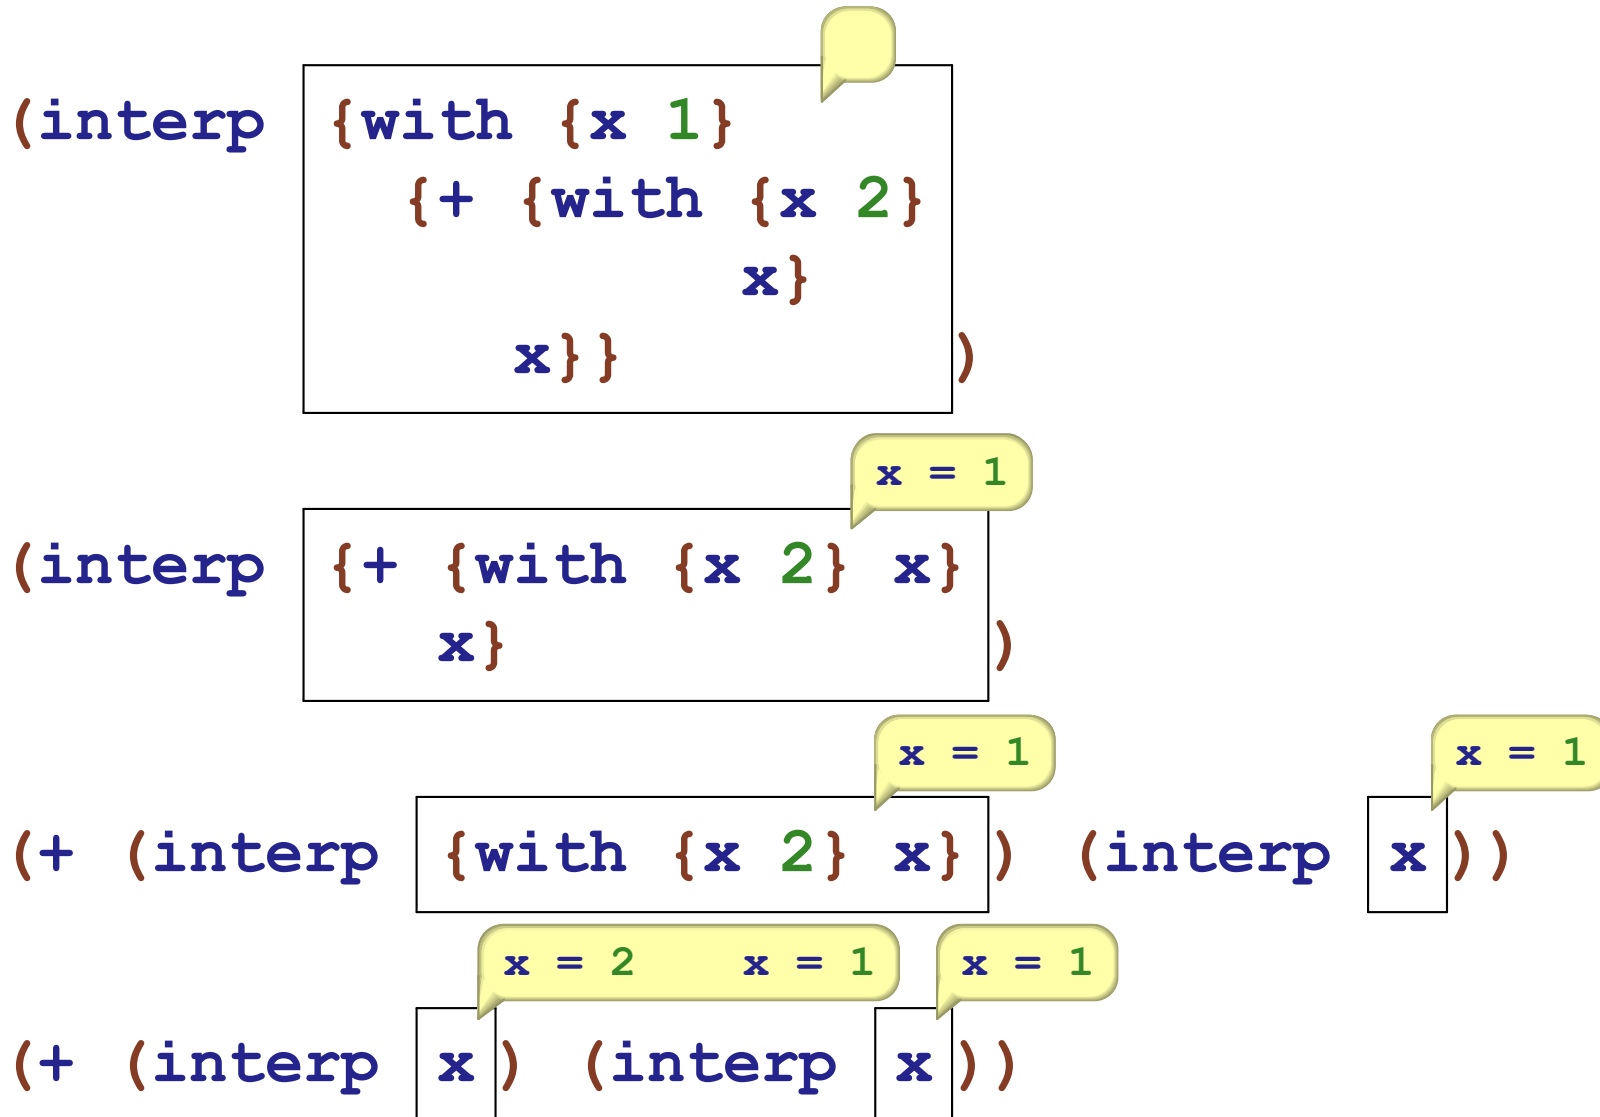 (interp {with {x 1}
{+ {with {x 2}
x}
x}} )
x = 1
(interp {+ {with {x 2} x}
x} )
x = 1 x = 1
(+ (interp {with {x 2} x} ) (interp x ))
x = 2 x = 1 x = 1
(+ (interp x ) (interp x ))